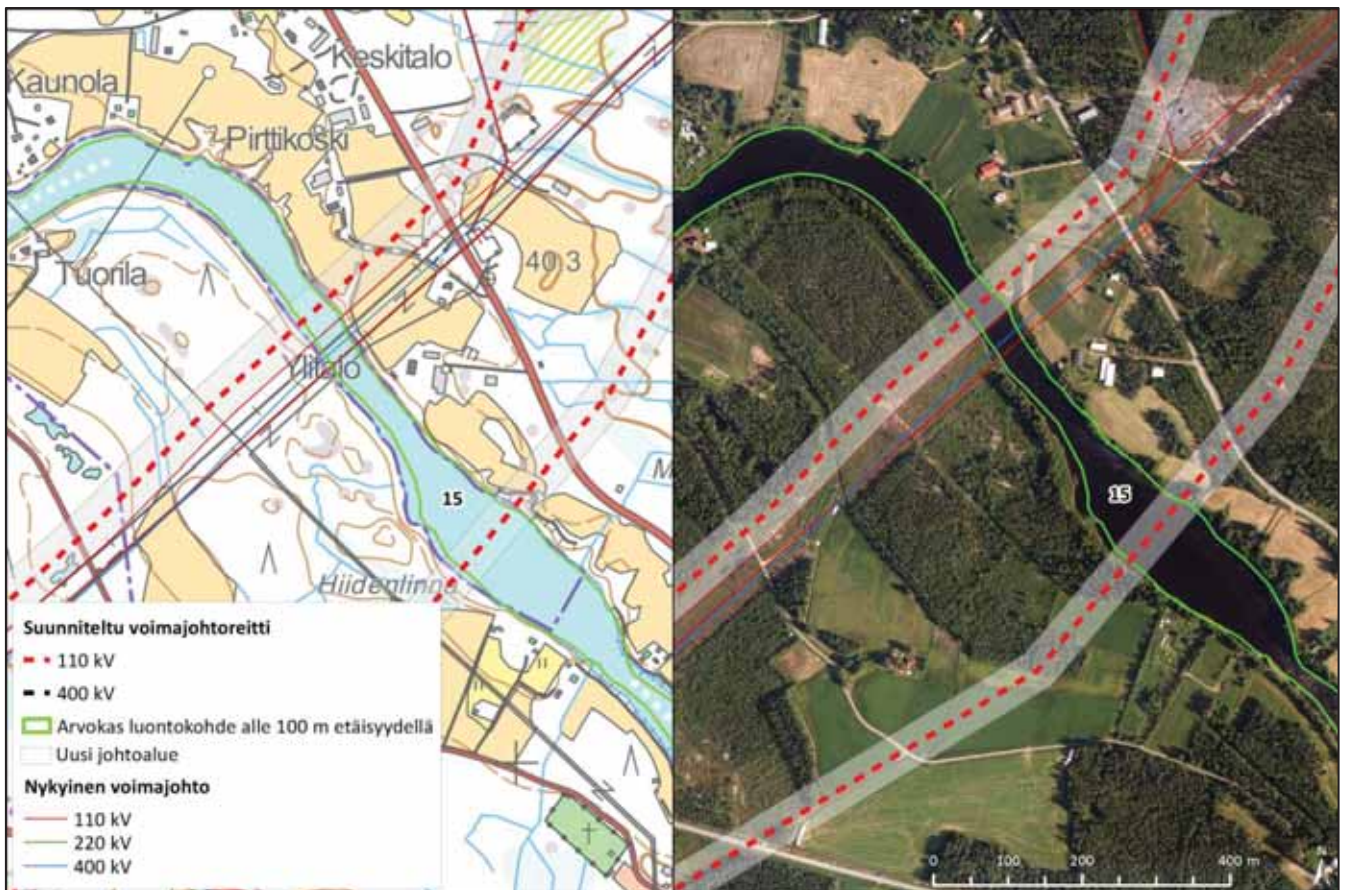 Keskitalo
Kaunola
Pirttikoski
Tuorila
40.3
Ylitalo
15
15
Hiidenlinna
Suunniteltu voimajohtoreitti
110 kV
400 kV
Arvokas luontokohde alle 100 m etäisyydellä
Uusi johtoalue
Nykyinen voimajohto
110 kV
220 kV
400 kV
0 100 200 400 m
N